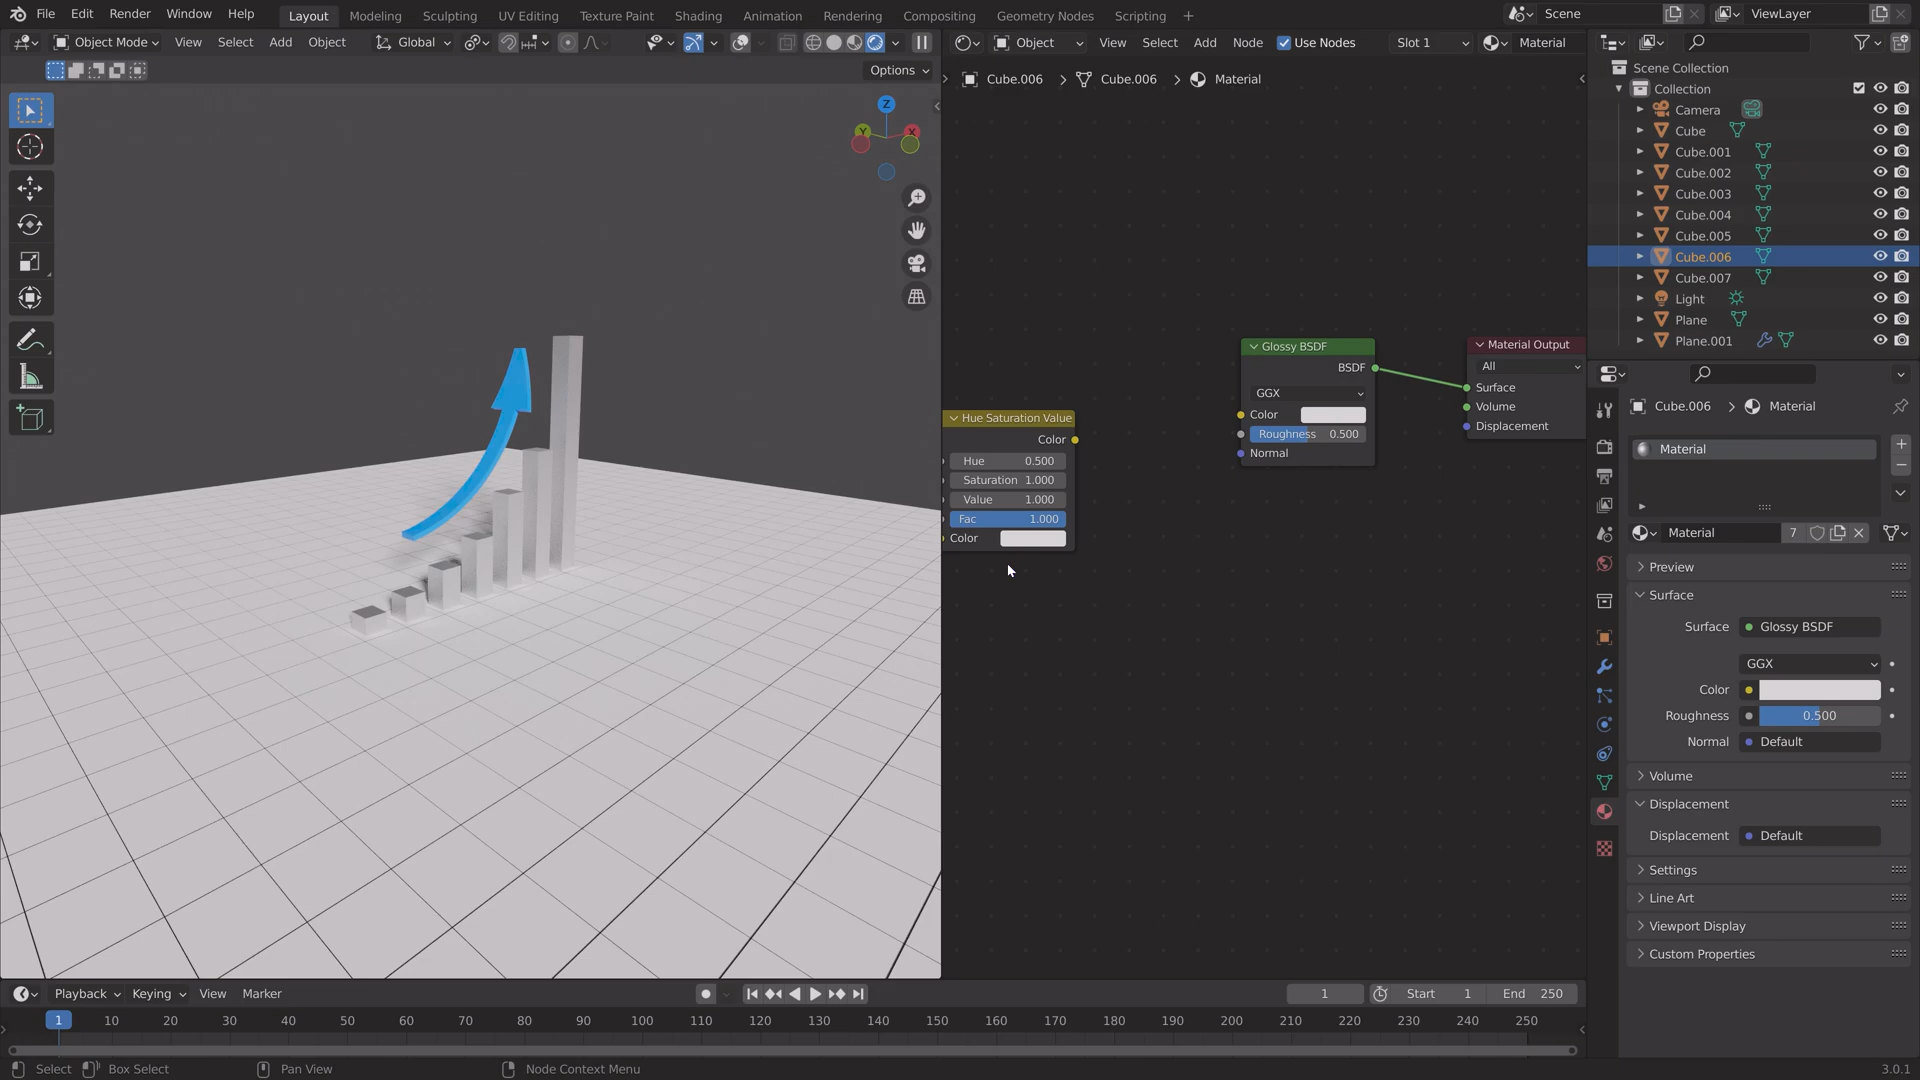 File Edit Render Window Help Layout Modeling Sculpting UV Editing Texture Paint Shading Animation Rendering Compositing Geometry Nodes Scripting + Scene ViewLayer
Object Mode View Select Add Object Global
Options
Z
Y
X
Object View Select Add Node Object Use Nodes Slot 1 Material
Cube.006 > Cube.006 > Material
Hue Saturation Value
Color
Hue 0.500
Saturation 1.000
Value 1.000
Fac 1.000
Color
Glossy BSDF
BSDF
GGX
Color
Roughness 0.500
Normal
Material Output
All
Surface
Volume
Displacement
Scene Collection
Collection
Camera
Cube
Cube.001
Cube.002
Cube.003
Cube.004
Cube.005
Cube.006
Cube.007
Light
Plane
Plane.001
Cube.006 > Material
Material
Material 7
Preview
Surface
Surface Glossy BSDF
GGX
Color
Roughness 0.500
Normal Default
Volume
Displacement
Displacement Default
Settings
Line Art
Viewport Display
Custom Properties
Playback Keying View Marker 1 Start 1 End 250
1 10 20 30 40 50 60 70 80 90 100 110 120 130 140 150 160 170 180 190 200 210 220 230 240 250
Select Box Select Pan View Node Context Menu 3.0.1